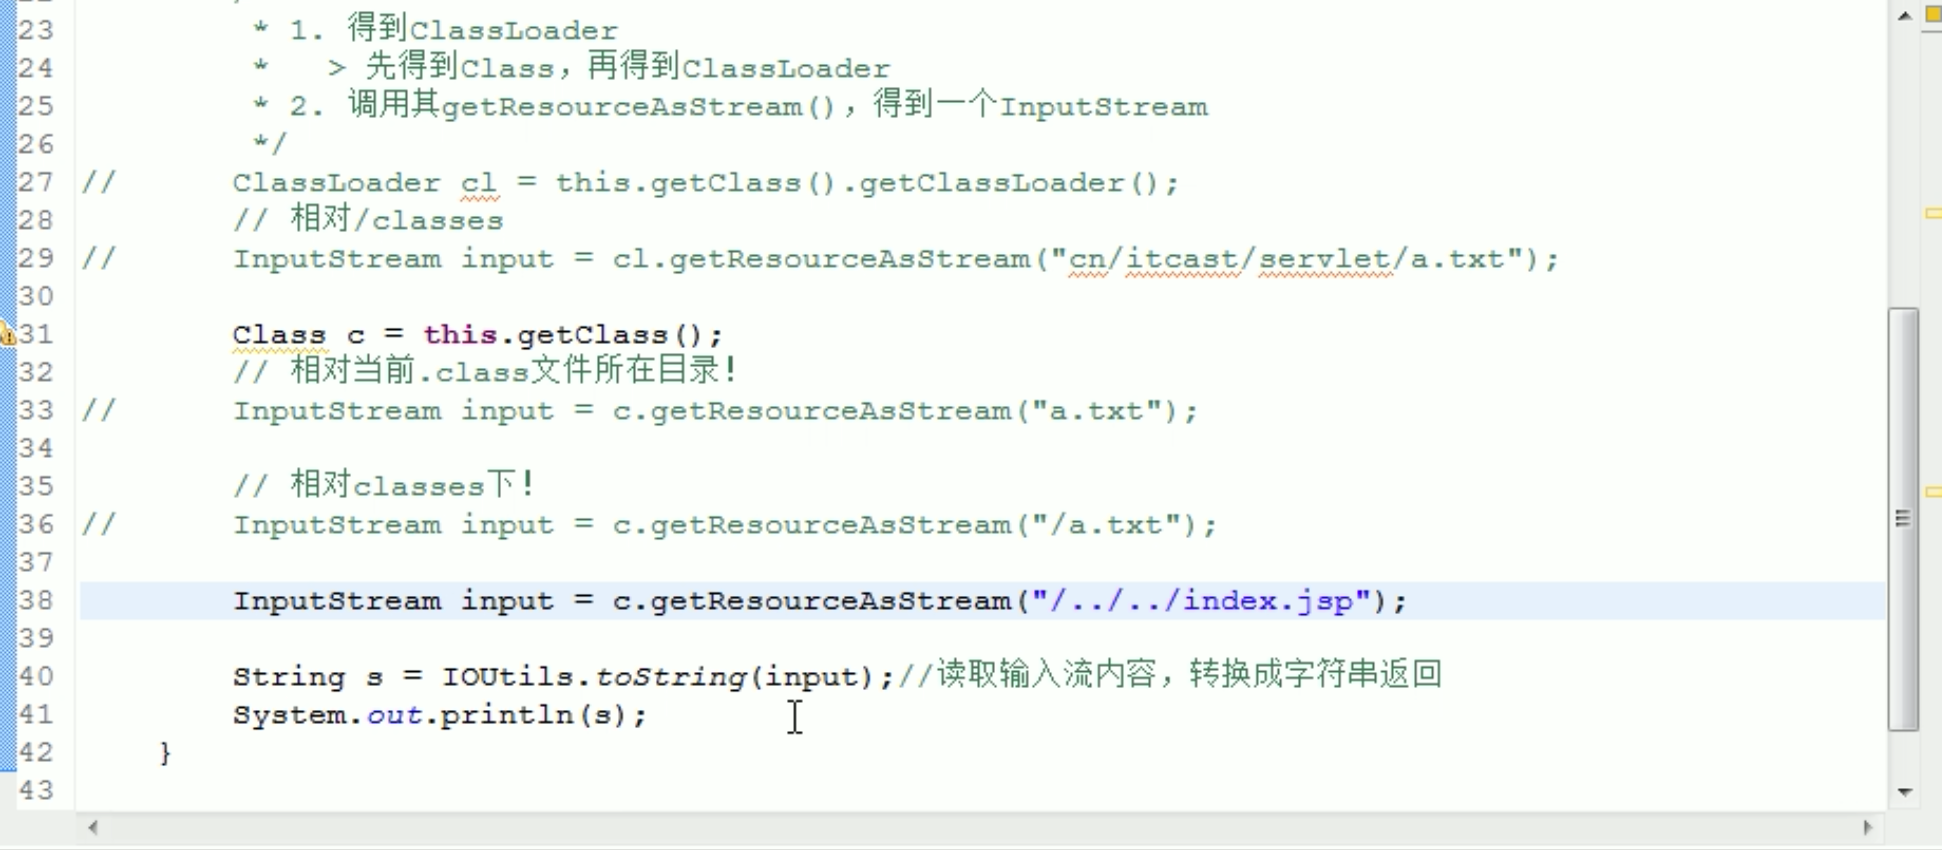 23 * 1. 得到ClassLoader
24 * > 先得到Class，再得到ClassLoader
25 * 2. 调用其getResourceAsStream()，得到一个InputStream
26 */
27 // ClassLoader cl = this.getClass().getClassLoader();
28 // 相对/classes
29 // InputStream input = cl.getResourceAsStream("cn/itcast/servlet/a.txt");
30
31 Class c = this.getClass();
32 // 相对当前.class文件所在目录！
33 // InputStream input = c.getResourceAsStream("a.txt");
34
35 // 相对classes下！
36 // InputStream input = c.getResourceAsStream("/a.txt");
37
38 InputStream input = c.getResourceAsStream("/../../index.jsp");
39
40 String s = IOUtils.toString(input);//读取输入流内容，转换成字符串返回
41 System.out.println(s);
42 }
43